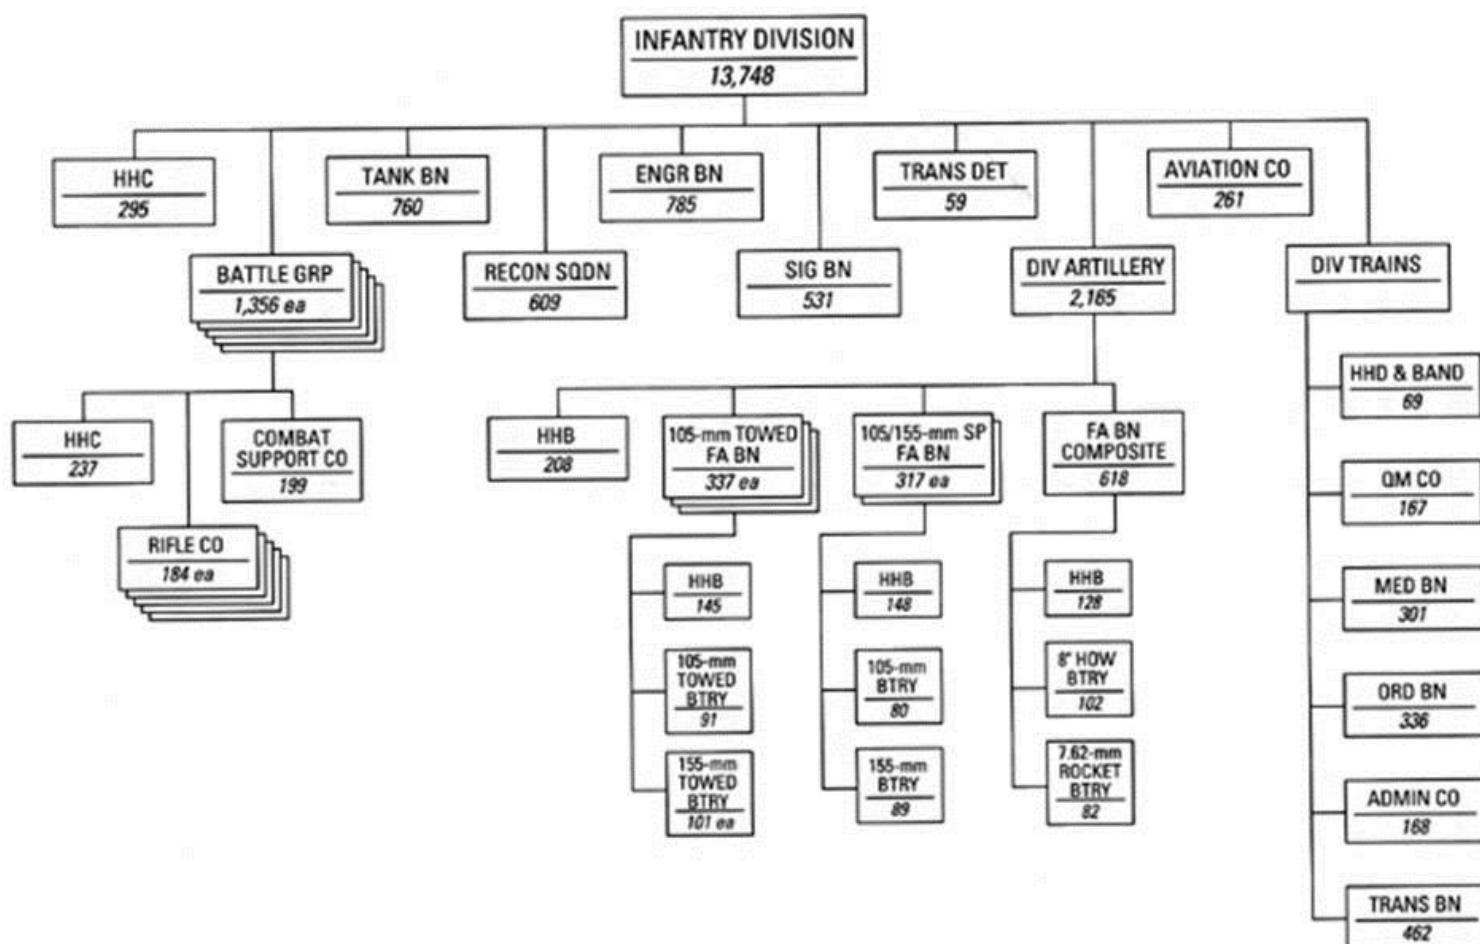 INFANTRY DIVISION
13,748
HHC
295
TANK BN
760
ENGR BN
785
TRANS DET
59
AVIATION CO
261
BATTLE GRP
1,356 ea
RECON SQDN
609
SIG BN
531
DIV ARTILLERY
2,165
DIV TRAINS
HHC
237
COMBAT
SUPPORT CO
199
RIFLE CO
184 ea
HHB
208
105-mm TOWED
FA BN
337 ea
105/155-mm SP
FA BN
317 ea
FA BN
COMPOSITE
618
HHB
145
105-mm
TOWED
BTRY
91
155-mm
TOWED
BTRY
101 ea
HHB
148
105-mm
BTRY
80
155-mm
BTRY
89
HHB
128
8" HOW
BTRY
102
7.62-mm
ROCKET
BTRY
82
HHD & BAND
69
QM CO
167
MED BN
301
ORD BN
336
ADMIN CO
168
TRANS BN
462